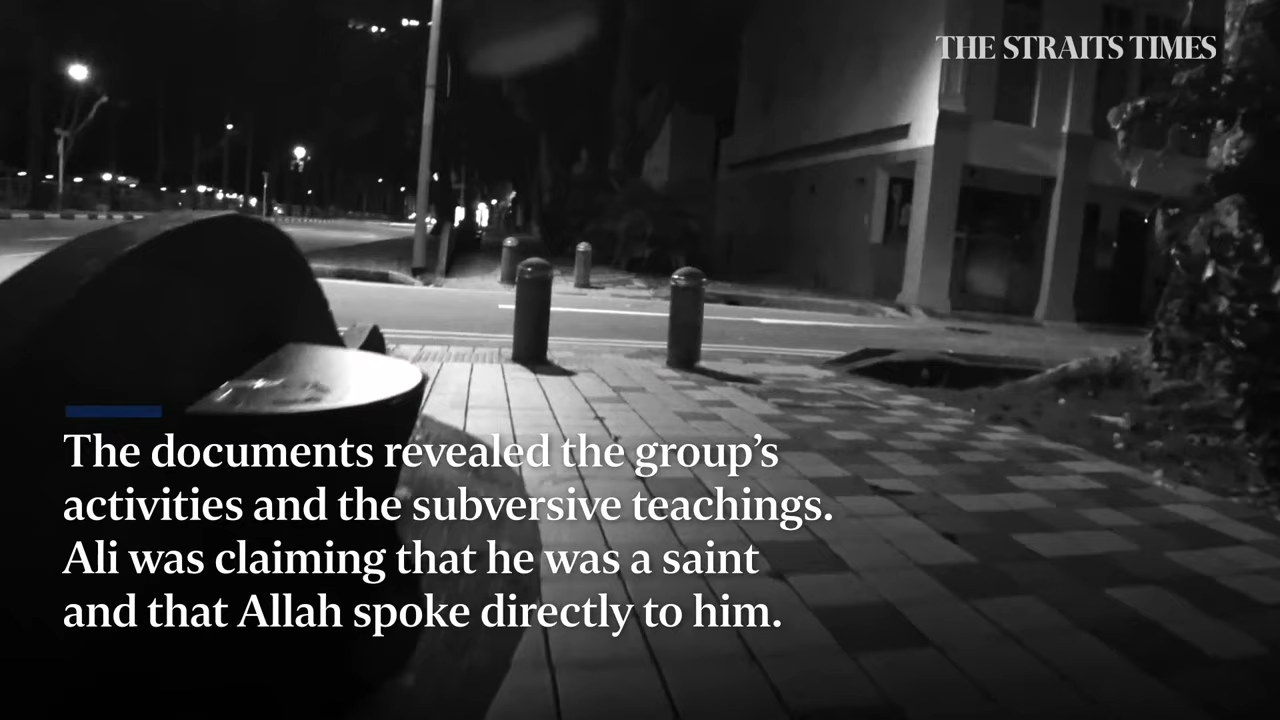 THE STRAITS TIMES
The documents revealed the group’s
activities and the subversive teachings.
Ali was claiming that he was a saint
and that Allah spoke directly to him.